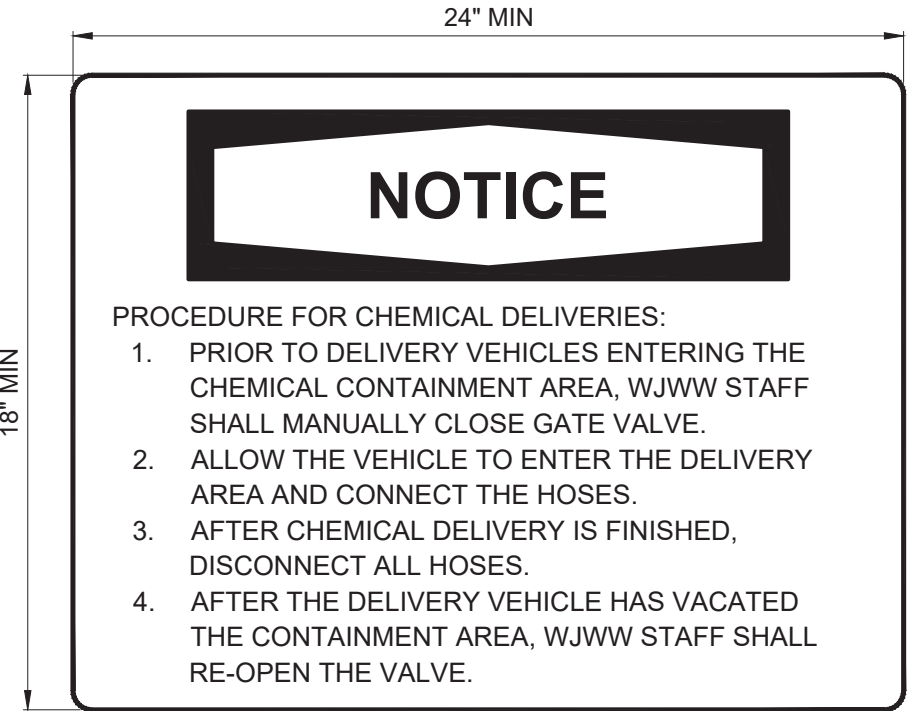 24" MIN
18" MIN
NOTICE
PROCEDURE FOR CHEMICAL DELIVERIES:
1. PRIOR TO DELIVERY VEHICLES ENTERING THE
CHEMICAL CONTAINMENT AREA, WJWW STAFF
SHALL MANUALLY CLOSE GATE VALVE.
2. ALLOW THE VEHICLE TO ENTER THE DELIVERY
AREA AND CONNECT THE HOSES.
3. AFTER CHEMICAL DELIVERY IS FINISHED,
DISCONNECT ALL HOSES.
4. AFTER THE DELIVERY VEHICLE HAS VACATED
THE CONTAINMENT AREA, WJWW STAFF SHALL
RE-OPEN THE VALVE.